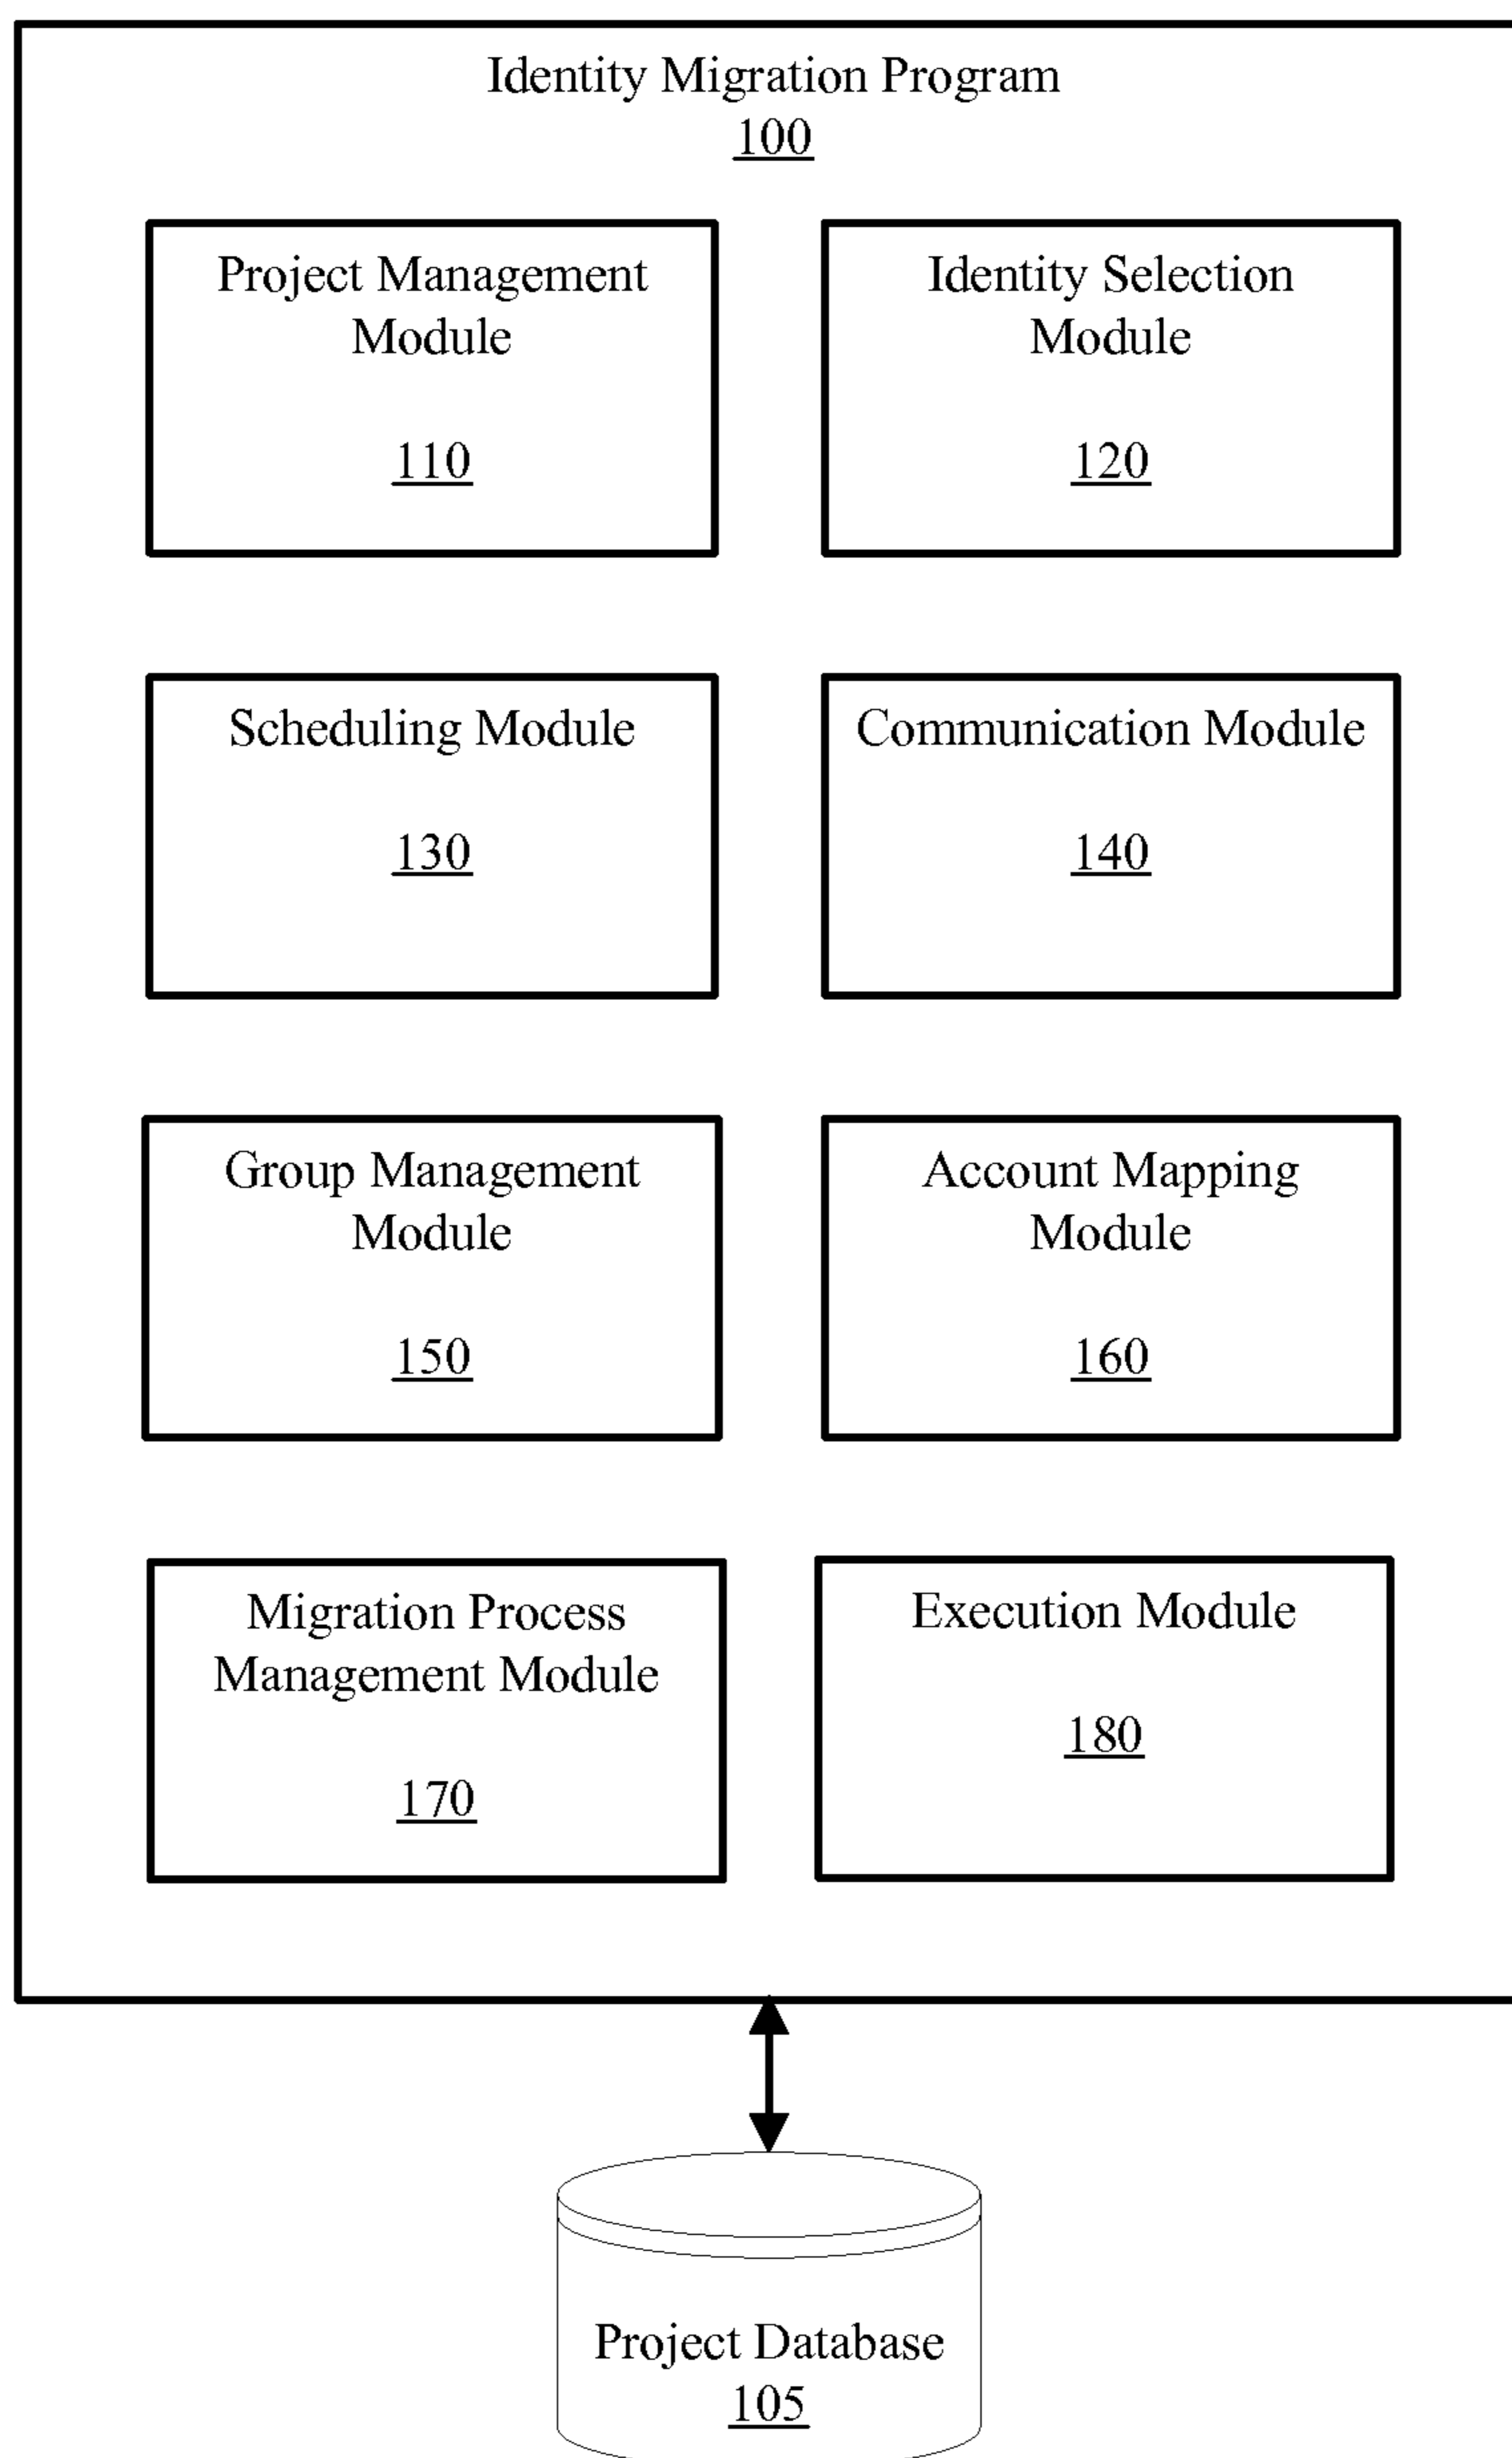 Identity Migration Program
100
Project Management
Module
110
Identity Selection
Module
120
Scheduling Module
130
Communication Module
140
Group Management
Module
150
Account Mapping
Module
160
Migration Process
Management Module
170
Execution Module
180
Project Database
105